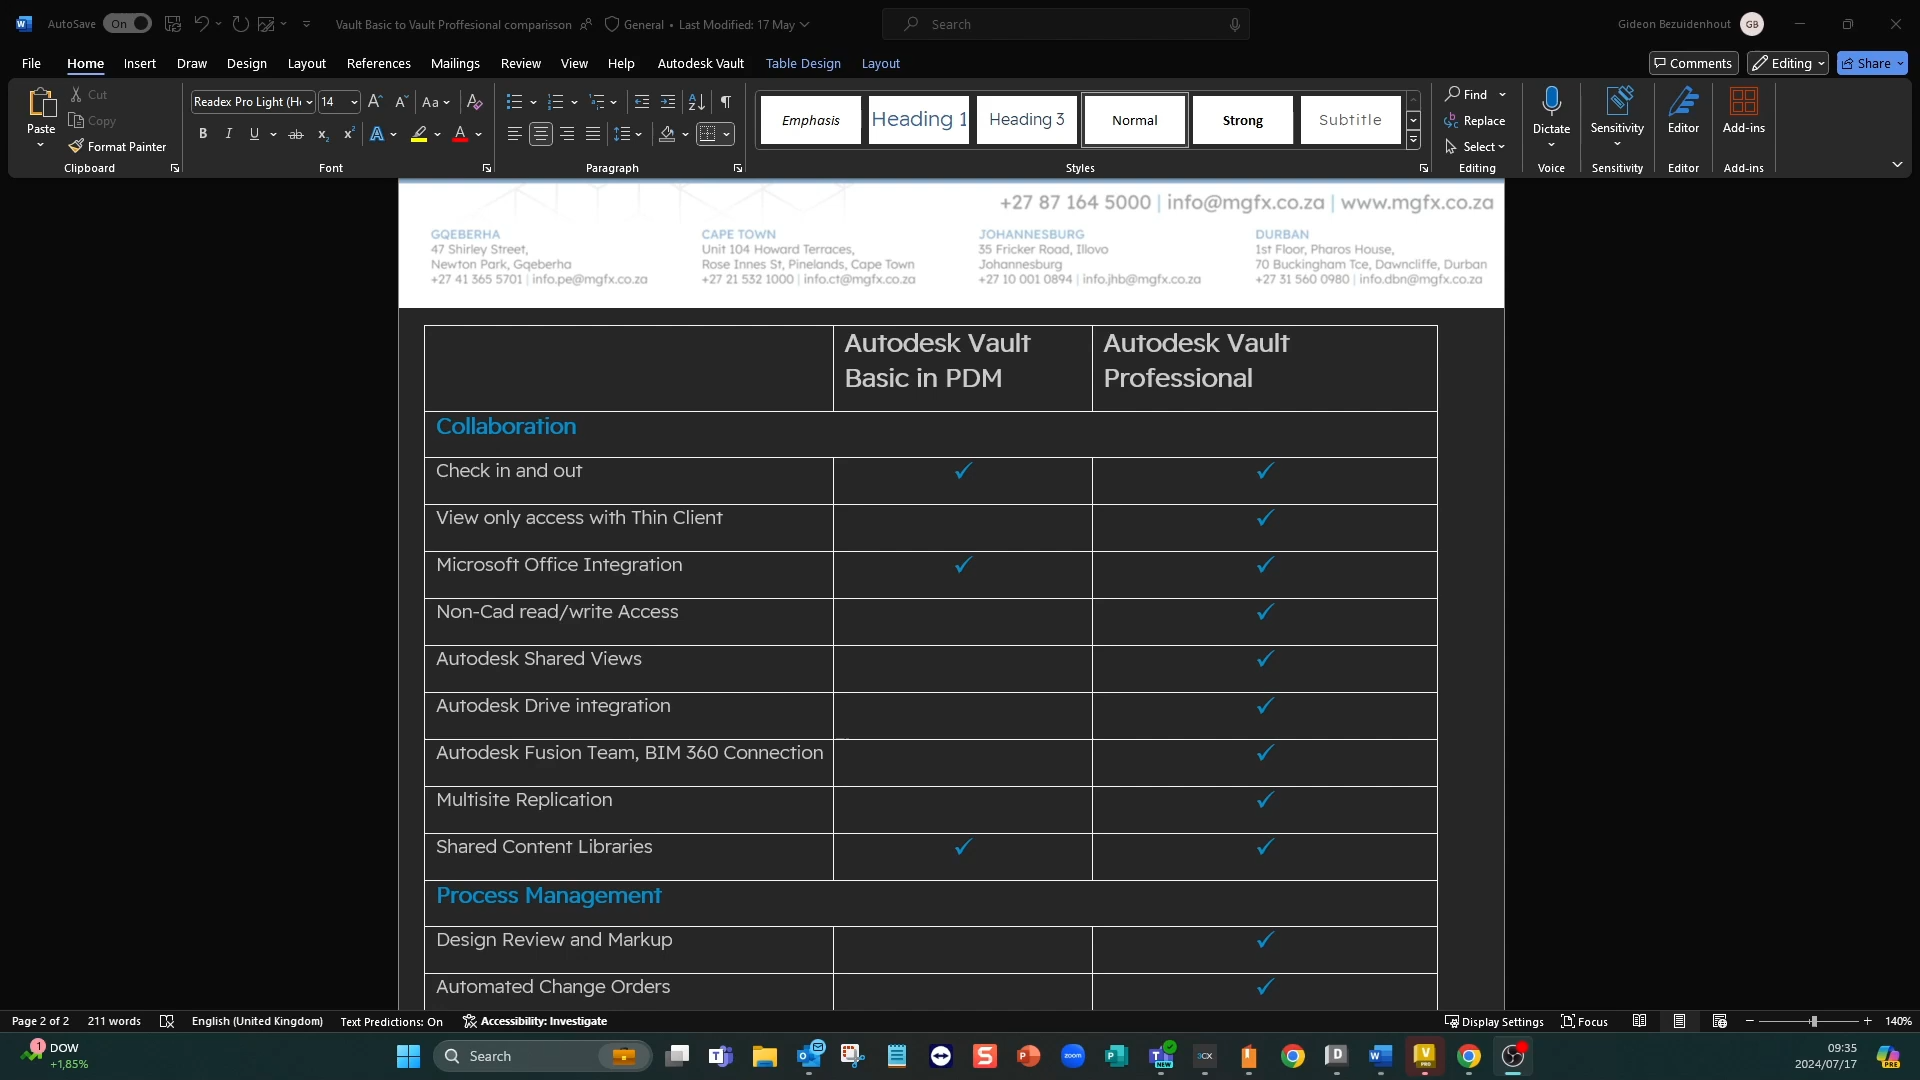 AutoSave On Vault Basic to Vault Proffesional comparisson General • Last Modified: 17 May Search Gideon Bezuidenhout GB
File Home Insert Draw Design Layout References Mailings Review View Help Autodesk Vault Table Design Layout Comments Editing Share
Paste Cut Copy Format Painter Clipboard
Readex Pro Light (He 14 Font
Paragraph
Emphasis Heading 1 Heading 3 Normal Strong Subtitle
Styles
Find Replace Select Editing
Dictate Voice
Sensitivity Sensitivity
Editor Editor
Add-ins Add-ins
+27 87 164 5000 | info@mgfx.co.za | www.mgfx.co.za
GQEBERHA
47 Shirley Street,
Newton Park, Gqeberha
+27 41 365 5701 | info.pe@mgfx.co.za
CAPE TOWN
Unit 104 Howard Terraces,
Rose Innes St, Pinelands, Cape Town
+27 21 532 1000 | info.ct@mgfx.co.za
JOHANNESBURG
35 Fricker Road, Illovo
Johannesburg
+27 10 001 0894 | info.jhb@mgfx.co.za
DURBAN
1st Floor, Pharos House,
70 Buckingham Tce, Dawncliffe, Durban
+27 31 560 0980 | info.dbn@mgfx.co.za
Autodesk Vault
Basic in PDM
Autodesk Vault
Professional
Collaboration
Check in and out ✓ ✓
View only access with Thin Client ✓
Microsoft Office Integration ✓ ✓
Non-Cad read/write Access ✓
Autodesk Shared Views ✓
Autodesk Drive integration ✓
Autodesk Fusion Team, BIM 360 Connection ✓
Multisite Replication ✓
Shared Content Libraries ✓ ✓
Process Management
Design Review and Markup ✓
Automated Change Orders ✓
Page 2 of 2 211 words English (United Kingdom) Text Predictions: On Accessibility: Investigate Display Settings Focus 140%
DOW
+1,85%
Search
09:35
2024/07/17